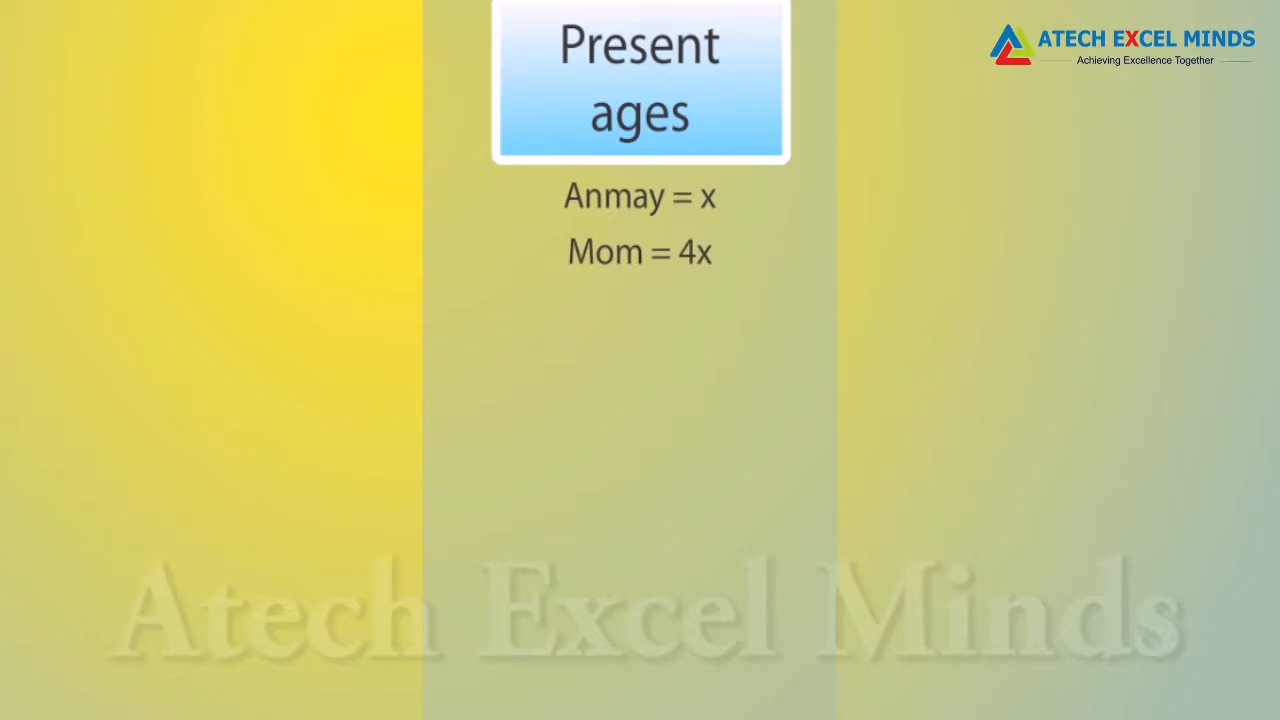 Present
ages
ATECH EXCEL MINDS
Achieving Excellence Together
Anmay = x
Mom = 4x
Atech Excel Minds